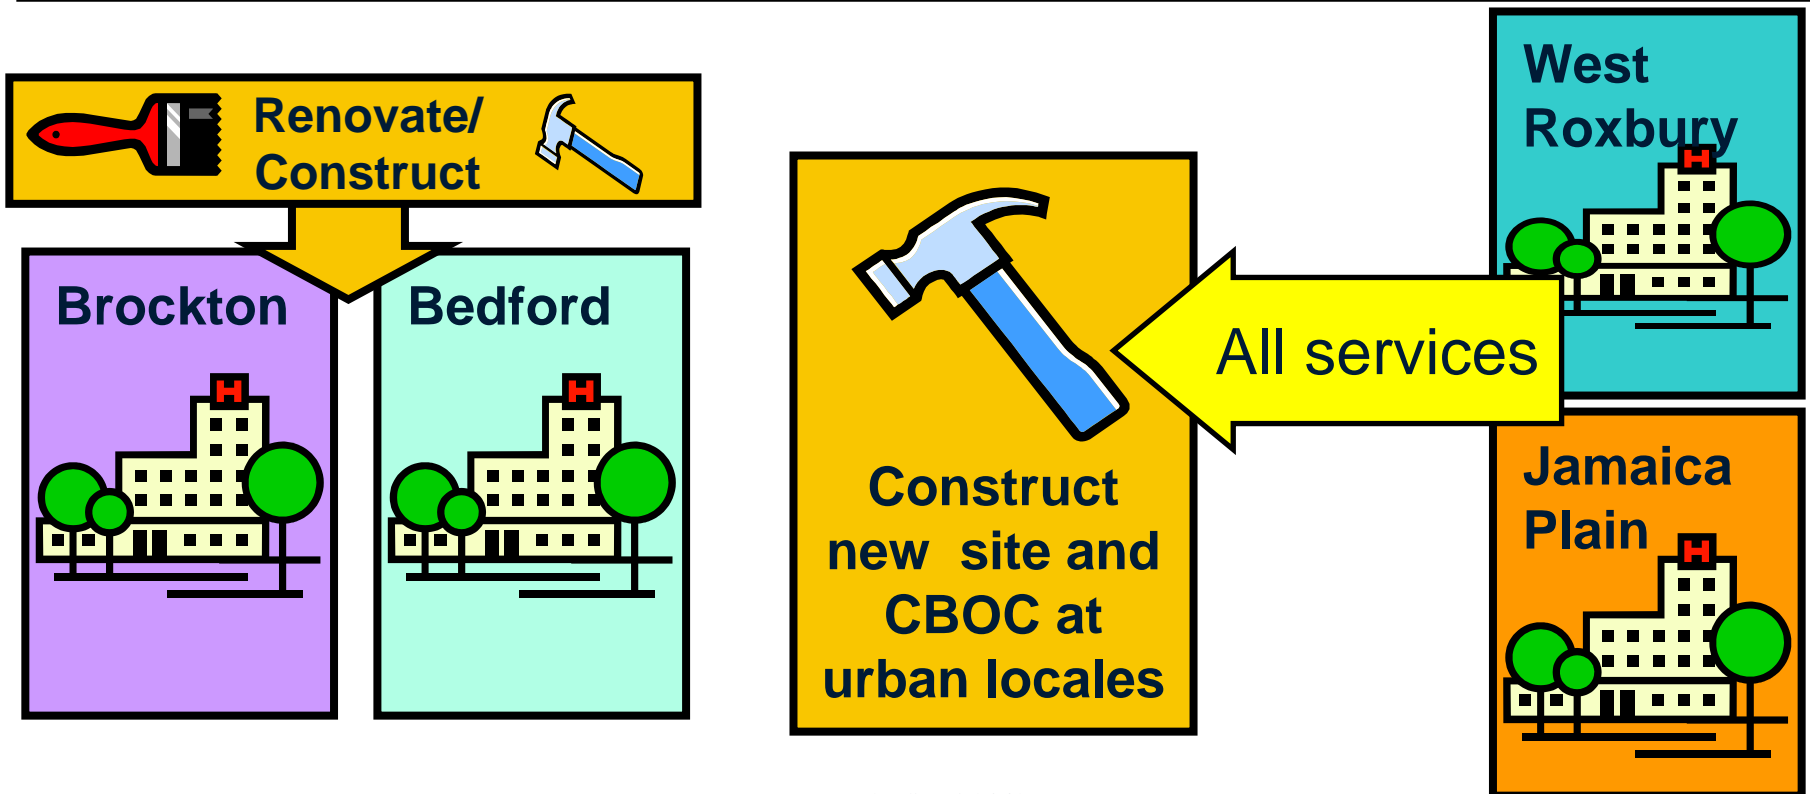 Renovate/
Construct
Brockton
H
Bedford
H
Construct
new  site and
CBOC at
urban locales
All services
West
Roxbury
H
Jamaica
Plain
H